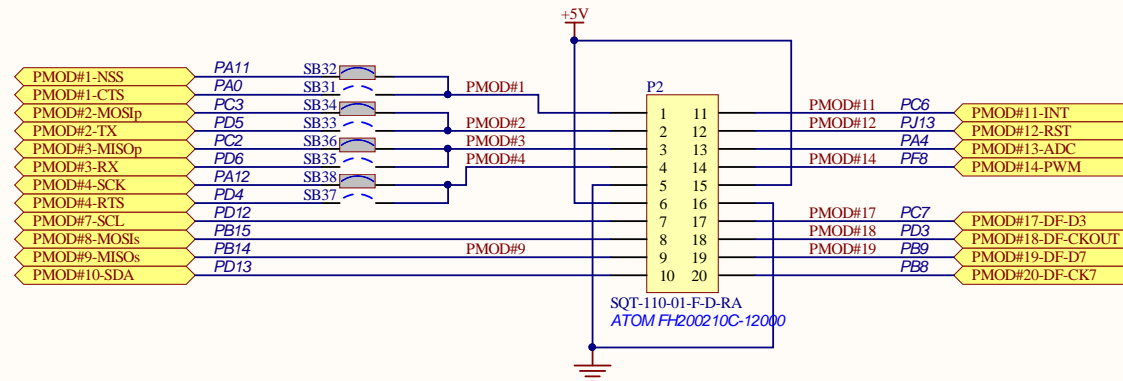 +5V
PMOD#1-NSS PA11 SB32
PMOD#1-CTS PA0 SB31 PMOD#1
PMOD#2-MOSIp PC3 SB34
PMOD#2-TX PD5 SB33 PMOD#2
PMOD#3-MISOp PC2 SB36 PMOD#3
PMOD#3-RX PD6 SB35 PMOD#4
PMOD#4-SCK PA12 SB38
PMOD#4-RTS PD4 SB37
PMOD#7-SCL PD12
PMOD#8-MOSIs PB15
PMOD#9-MISOs PB14 PMOD#9
PMOD#10-SDA PD13
P2
1 11 PMOD#11 PC6 PMOD#11-INT
2 12 PMOD#12 PJ13 PMOD#12-RST
3 13 PA4 PMOD#13-ADC
4 14 PMOD#14 PF8 PMOD#14-PWM
5 15
6 16
7 17 PMOD#17 PC7 PMOD#17-DF-D3
8 18 PMOD#18 PD3 PMOD#18-DF-CKOUT
9 19 PMOD#19 PB9 PMOD#19-DF-D7
10 20 PB8 PMOD#20-DF-CK7
SQT-110-01-F-D-RA
ATOM FH200210C-12000